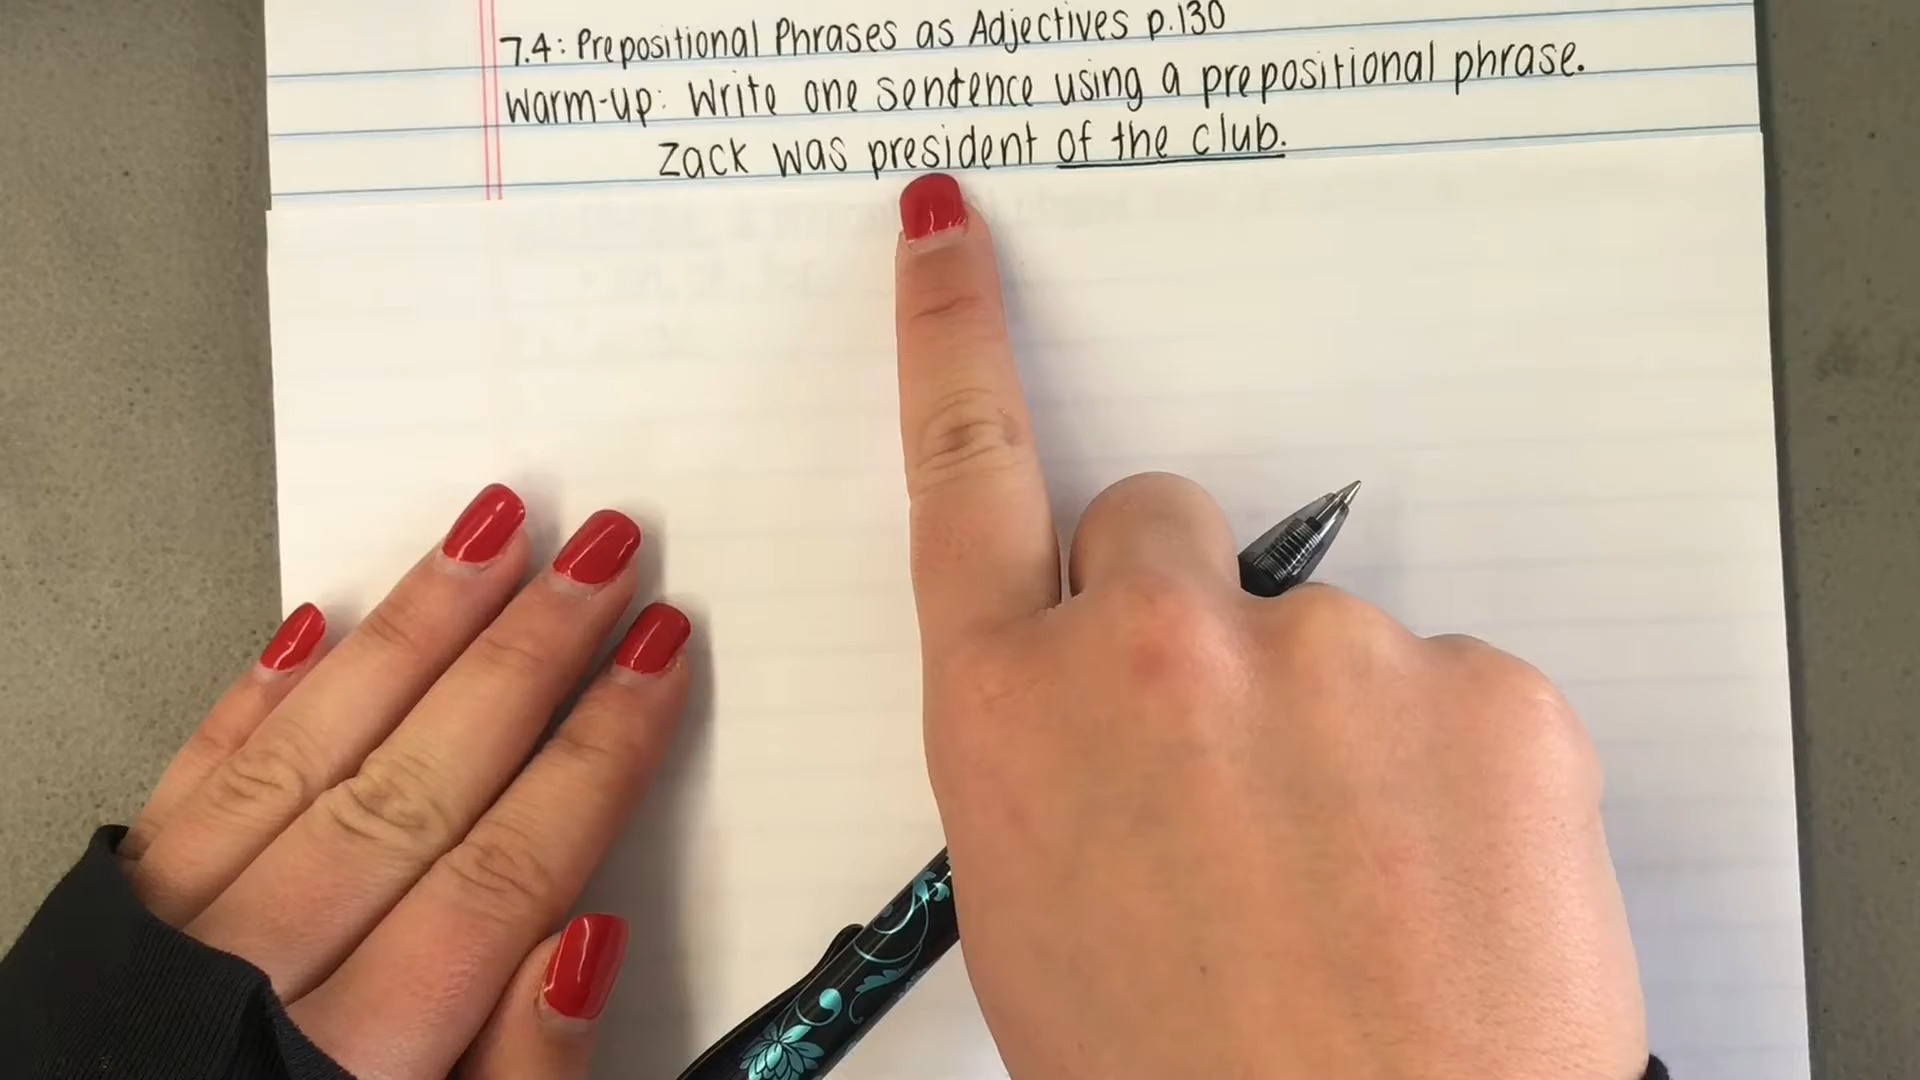 7.4: Prepositional Phrases as Adjectives p.130
Warm-up: Write one sentence using a prepositional phrase.
Zack was president of the club.